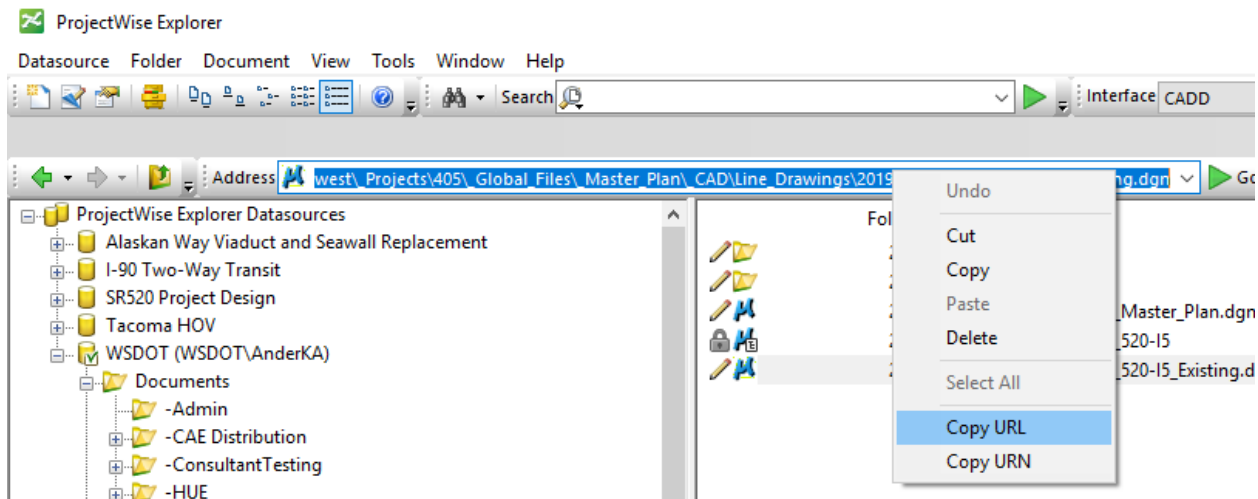 ProjectWise Explorer
Datasource Folder Document View Tools Window Help
Search Interface CADD
Address west\_Projects\405\_Global_Files\_Master_Plan\_CAD\Line_Drawings\2019 ng.dgn Go
ProjectWise Explorer Datasources
Alaskan Way Viaduct and Seawall Replacement
I-90 Two-Way Transit
SR520 Project Design
Tacoma HOV
WSDOT (WSDOT\AnderKA)
Documents
-Admin
-CAE Distribution
-ConsultantTesting
-HUE
Fol
_Master_Plan.dgn
_520-I5
_520-I5_Existing.d
Undo
Cut
Copy
Paste
Delete
Select All
Copy URL
Copy URN